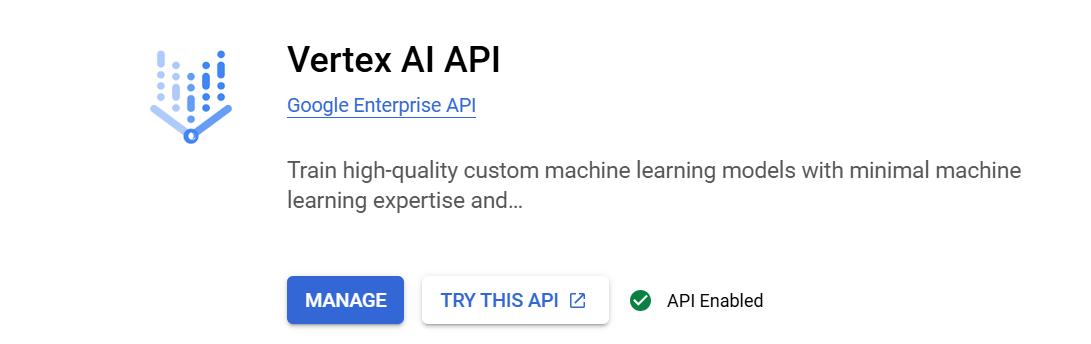 Vertex AI API
Google Enterprise API
Train high-quality custom machine learning models with minimal machine
learning expertise and...
MANAGE
TRY THIS API
API Enabled